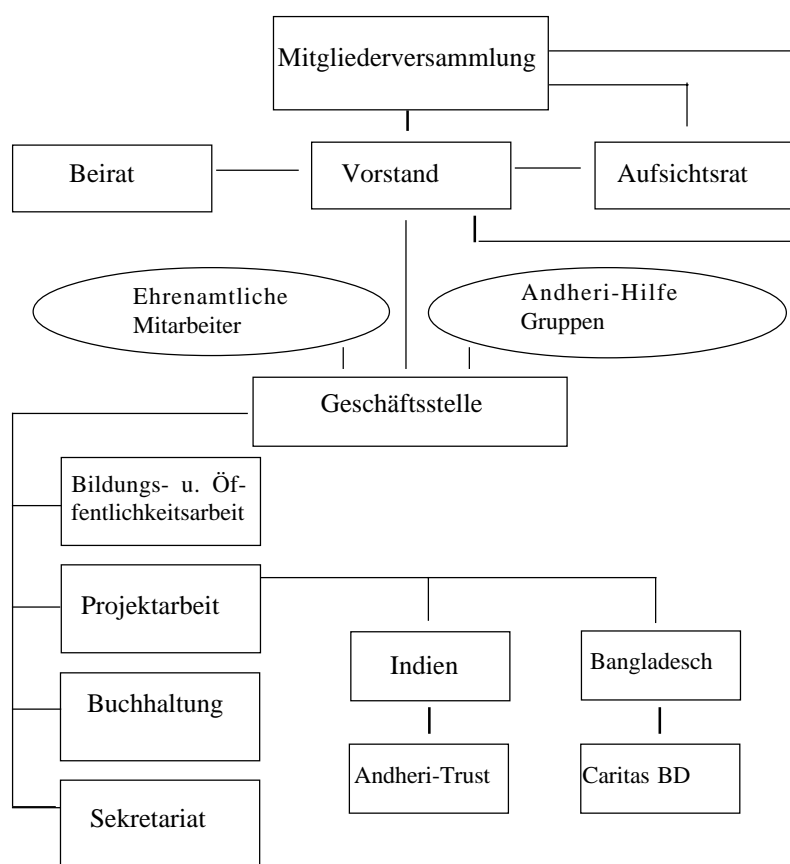 Mitgliederversammlung
Beirat
Vorstand
Aufsichtsrat
Ehrenamtliche
Mitarbeiter
Andheri-Hilfe
Gruppen
Geschäftsstelle
Bildungs- u. Öf-
fentlichkeitsarbeit
Projektarbeit
Indien
Bangladesch
Buchhaltung
Andheri-Trust
Caritas BD
Sekretariat